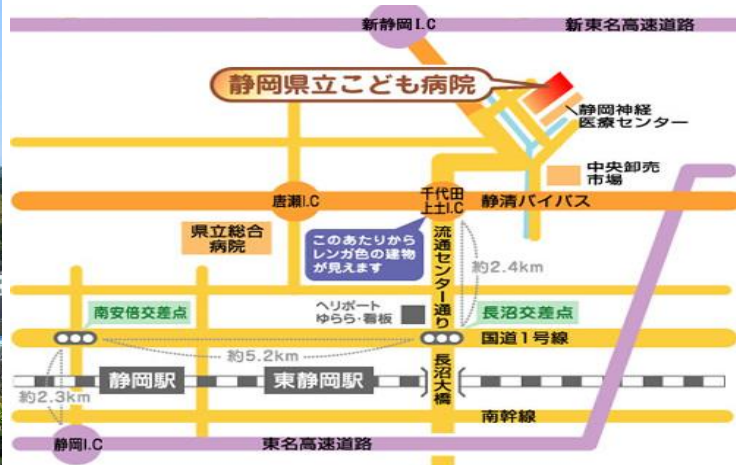 新静岡I.C
新東名高速道路
静岡県立こども病院
静岡神経
医療センター
中央卸売
市場
唐瀬I.C
千代田
上土I.C
静清バイパス
県立総合
病院
このあたりから
レンガ色の建物
が見えます
流通センター通り
約2.4km
南安倍交差点
ヘリポート
ゆらら・看板
長沼交差点
国道1号線
約5.2km
静岡駅
東静岡駅
長沼大橋
約2.3km
南幹線
静岡I.C
東名高速道路